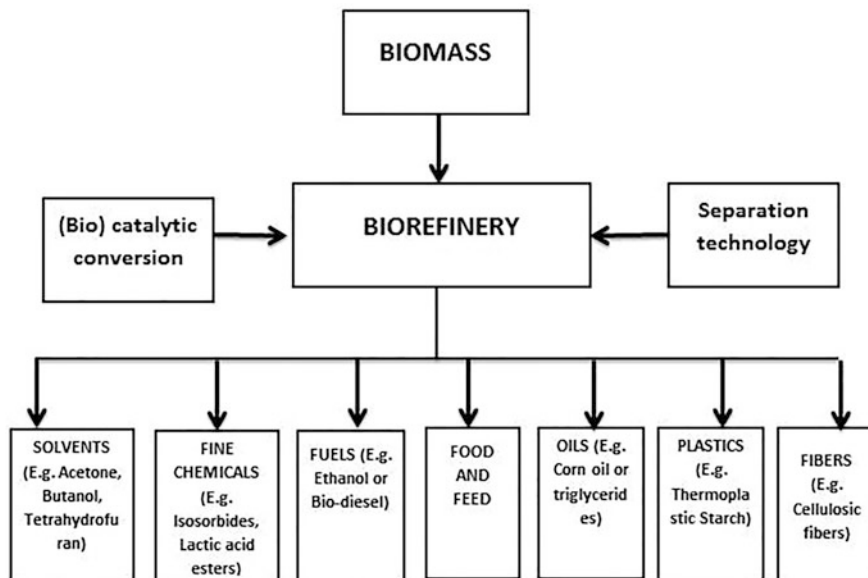 BIOMASS
(Bio) catalytic
conversion
BIOREFINERY
Separation
technology
SOLVENTS
(E.g. Acetone,
Butanol,
Tetrahydrofu
ran)
FINE
CHEMICALS
(E.g.
Isosorbides,
Lactic acid
esters)
FUELS (E.g.
Ethanol or
Bio-diesel)
FOOD
AND
FEED
OILS (E.g.
Corn oil or
triglycerid
es)
PLASTICS
(E.g.
Thermopla
stic Starch)
FIBERS
(E.g.
Cellulosic
fibers)